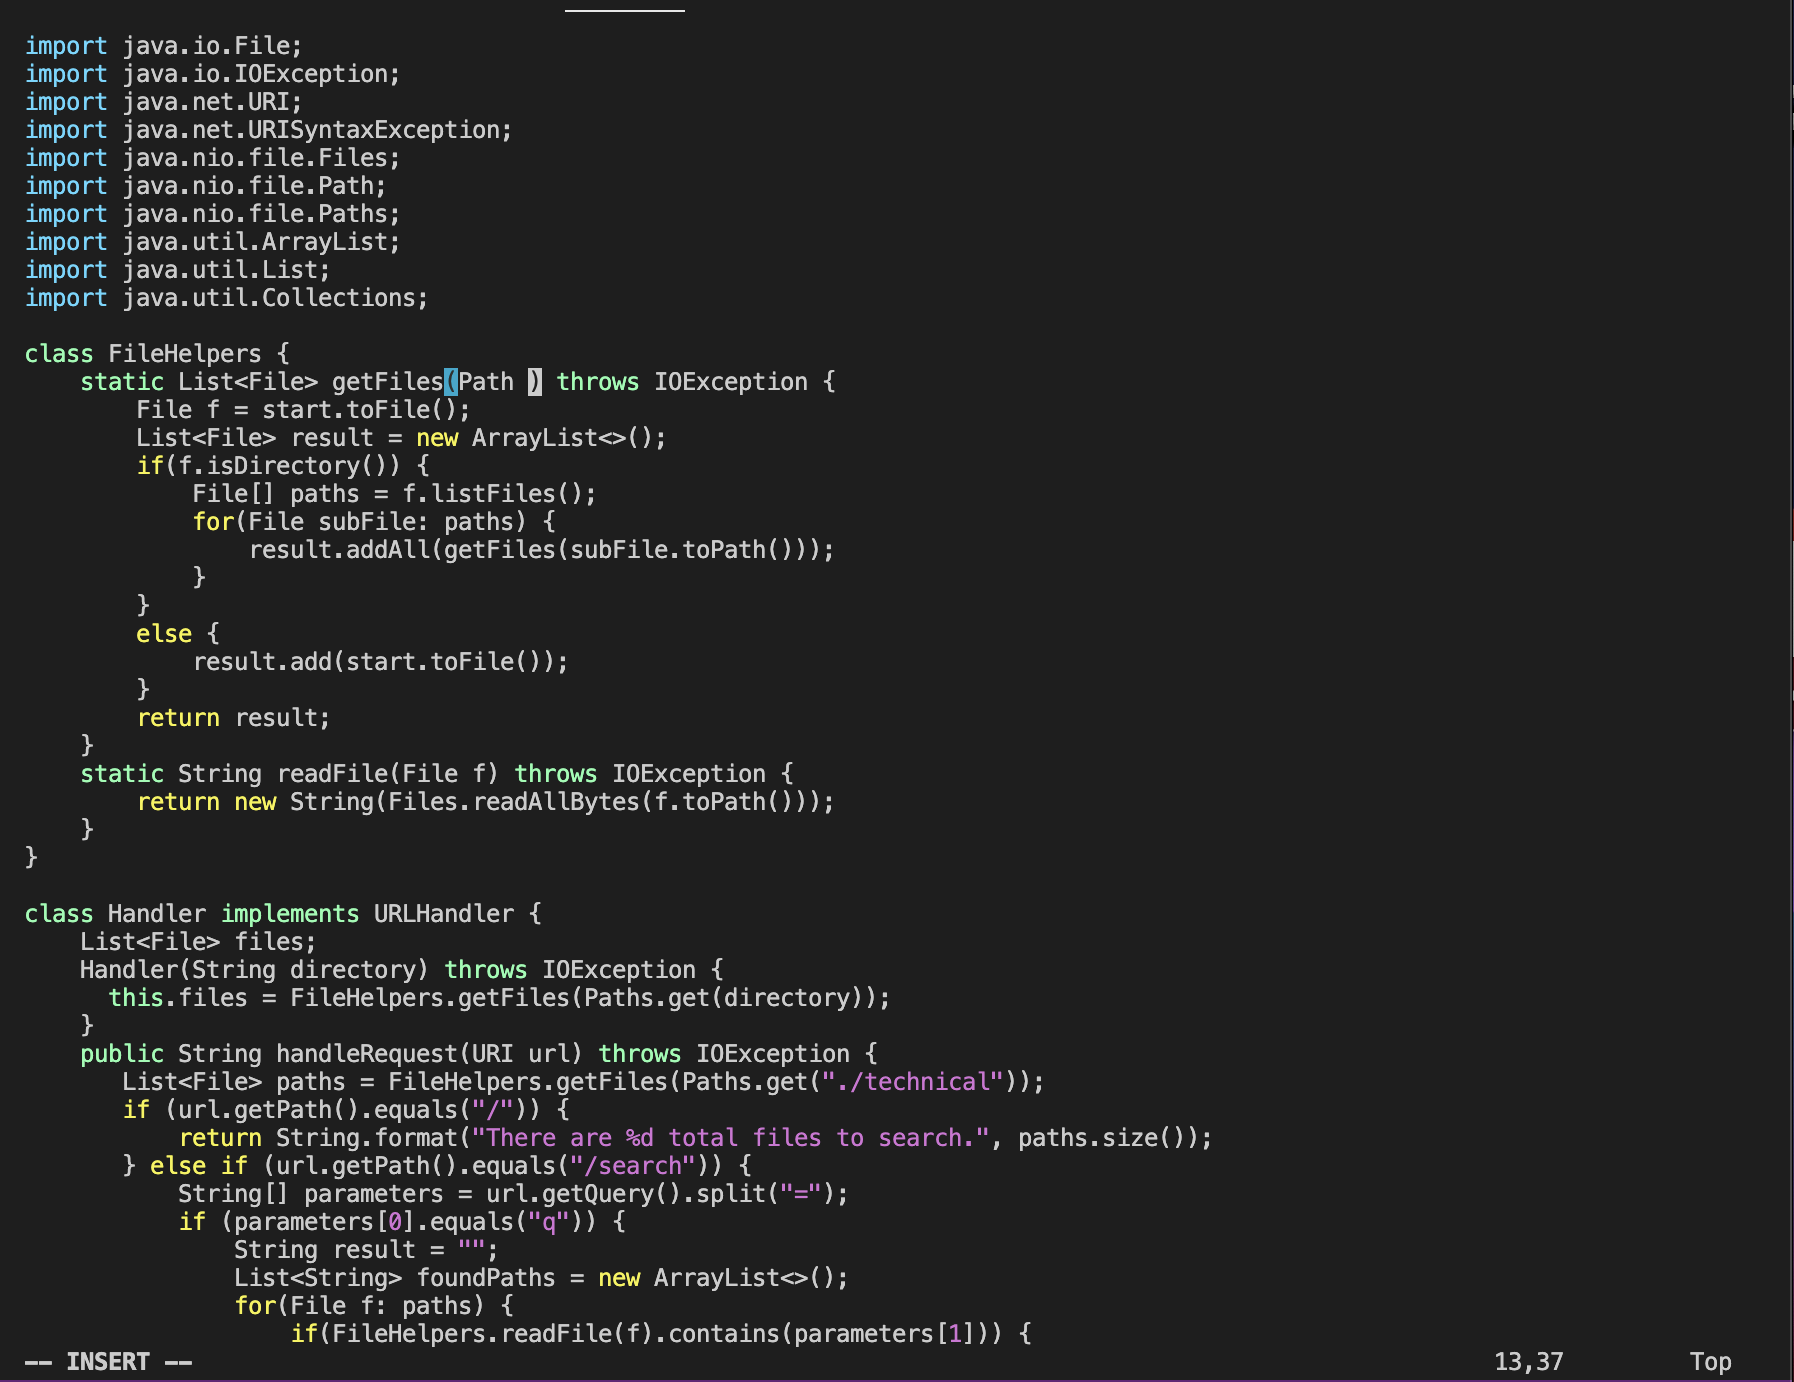 import java.io.File;
import java.io.IOException;
import java.net.URI;
import java.net.URISyntaxException;
import java.nio.file.Files;
import java.nio.file.Path;
import java.nio.file.Paths;
import java.util.ArrayList;
import java.util.List;
import java.util.Collections;

class FileHelpers {
    static List<File> getFiles(Path ) throws IOException {
        File f = start.toFile();
        List<File> result = new ArrayList<>();
        if(f.isDirectory()) {
            File[] paths = f.listFiles();
            for(File subFile: paths) {
                result.addAll(getFiles(subFile.toPath()));
            }
        }
        else {
            result.add(start.toFile());
        }
        return result;
    }
    static String readFile(File f) throws IOException {
        return new String(Files.readAllBytes(f.toPath()));
    }
}

class Handler implements URLHandler {
    List<File> files;
    Handler(String directory) throws IOException {
      this.files = FileHelpers.getFiles(Paths.get(directory));
    }
    public String handleRequest(URI url) throws IOException {
       List<File> paths = FileHelpers.getFiles(Paths.get("./technical"));
       if (url.getPath().equals("/")) {
           return String.format("There are %d total files to search.", paths.size());
       } else if (url.getPath().equals("/search")) {
           String[] parameters = url.getQuery().split("=");
           if (parameters[0].equals("q")) {
               String result = "";
               List<String> foundPaths = new ArrayList<>();
               for(File f: paths) {
                   if(FileHelpers.readFile(f).contains(parameters[1])) {
-- INSERT -- 13,37 Top